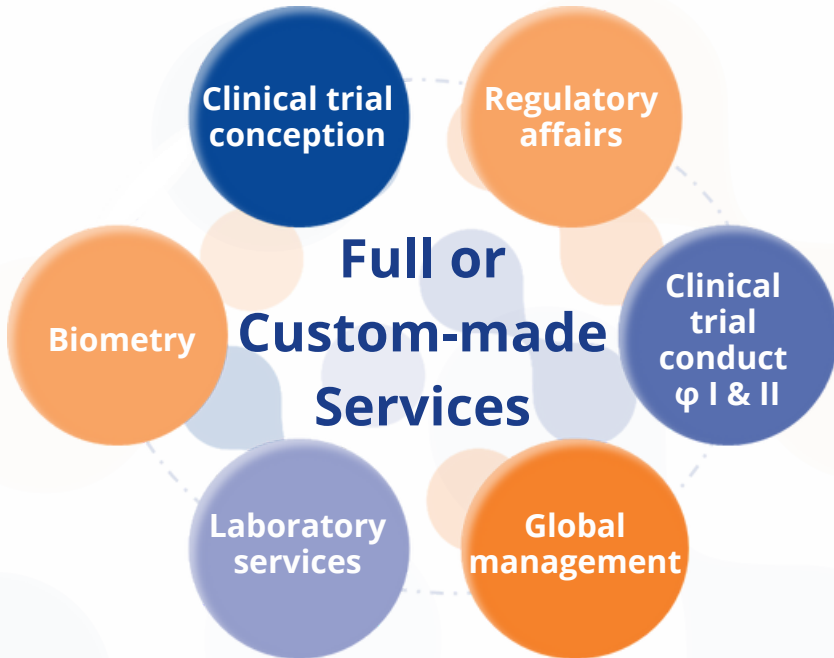 Clinical trial
conception
Regulatory
affairs
Full or
Custom-made
Services
Clinical
trial
conduct
φ I & II
Biometry
Laboratory
services
Global
management